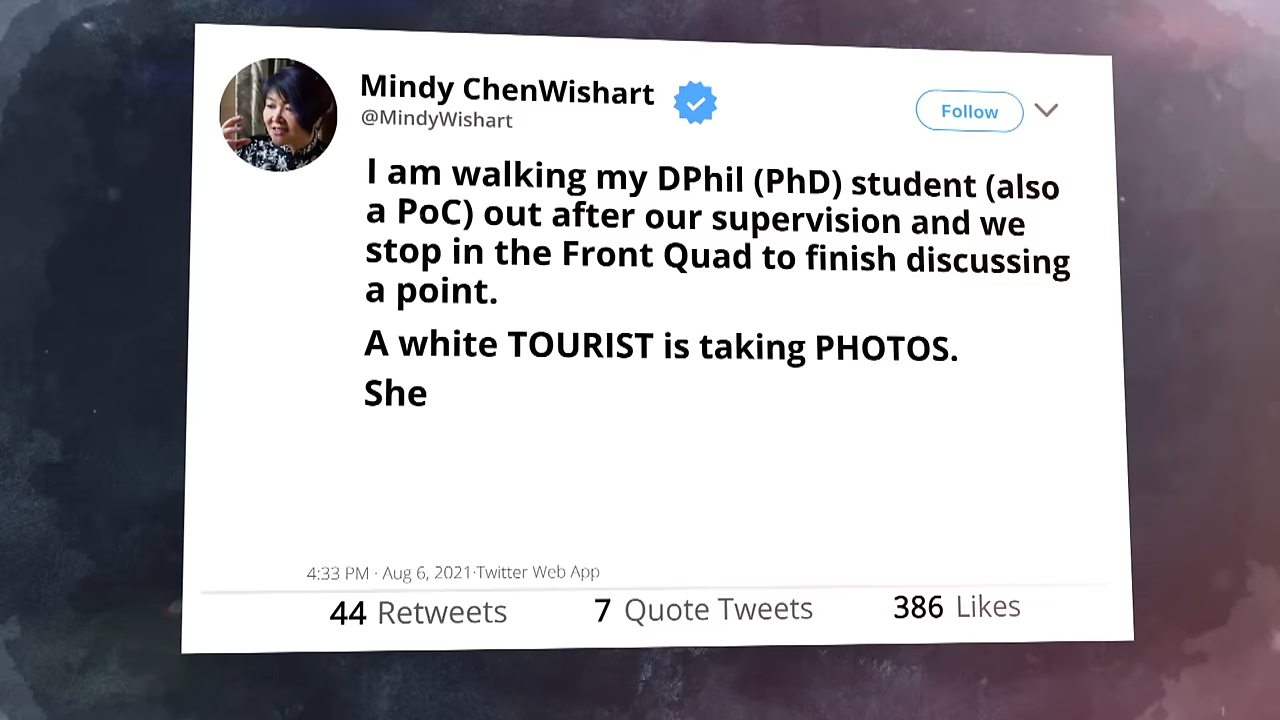 Mindy ChenWishart
@MindyWishart
Follow
I am walking my DPhil (PhD) student (also
a PoC) out after our supervision and we
stop in the Front Quad to finish discussing
a point.
A white TOURIST is taking PHOTOS.
She
4:33 PM · Aug 6, 2021·Twitter Web App
44 Retweets 7 Quote Tweets 386 Likes